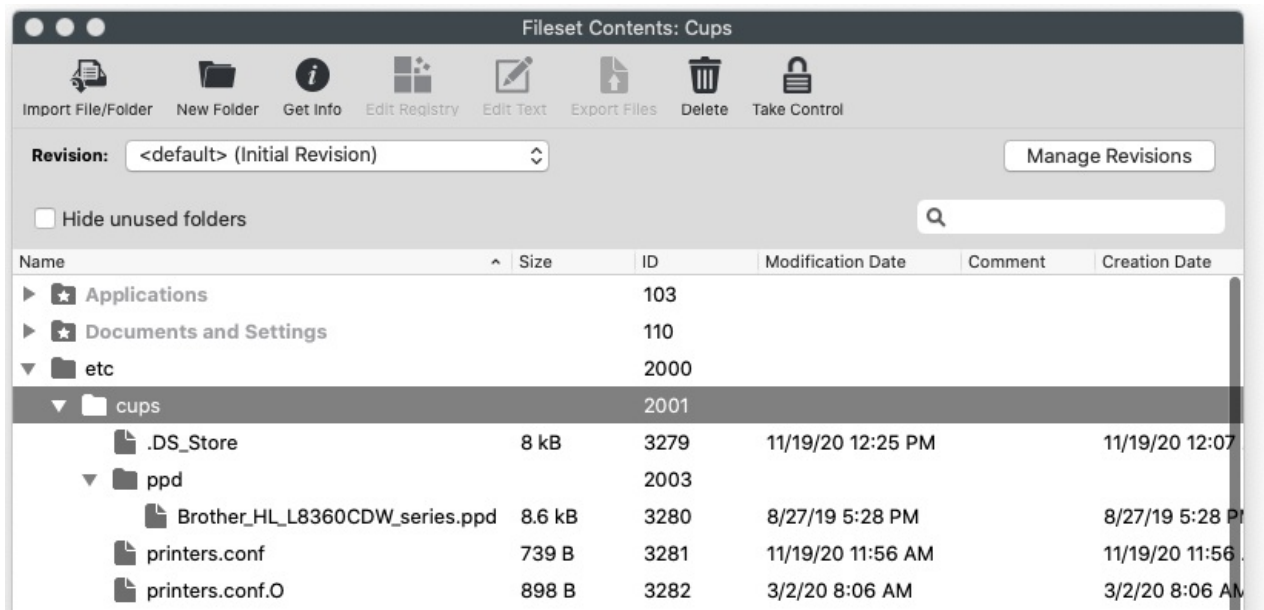 Fileset Contents: Cups
Import File/Folder New Folder Get Info Edit Registry Edit Text Export Files Delete Take Control
Revision: <default> (Initial Revision) Manage Revisions
Hide unused folders
Name Size ID Modification Date Comment Creation Date
Applications 103
Documents and Settings 110
etc 2000
cups 2001
.DS_Store 8 kB 3279 11/19/20 12:25 PM 11/19/20 12:07
ppd 2003
Brother_HL_L8360CDW_series.ppd 8.6 kB 3280 8/27/19 5:28 PM 8/27/19 5:28 PM
printers.conf 739 B 3281 11/19/20 11:56 AM 11/19/20 11:56
printers.conf.O 898 B 3282 3/2/20 8:06 AM 3/2/20 8:06 AM